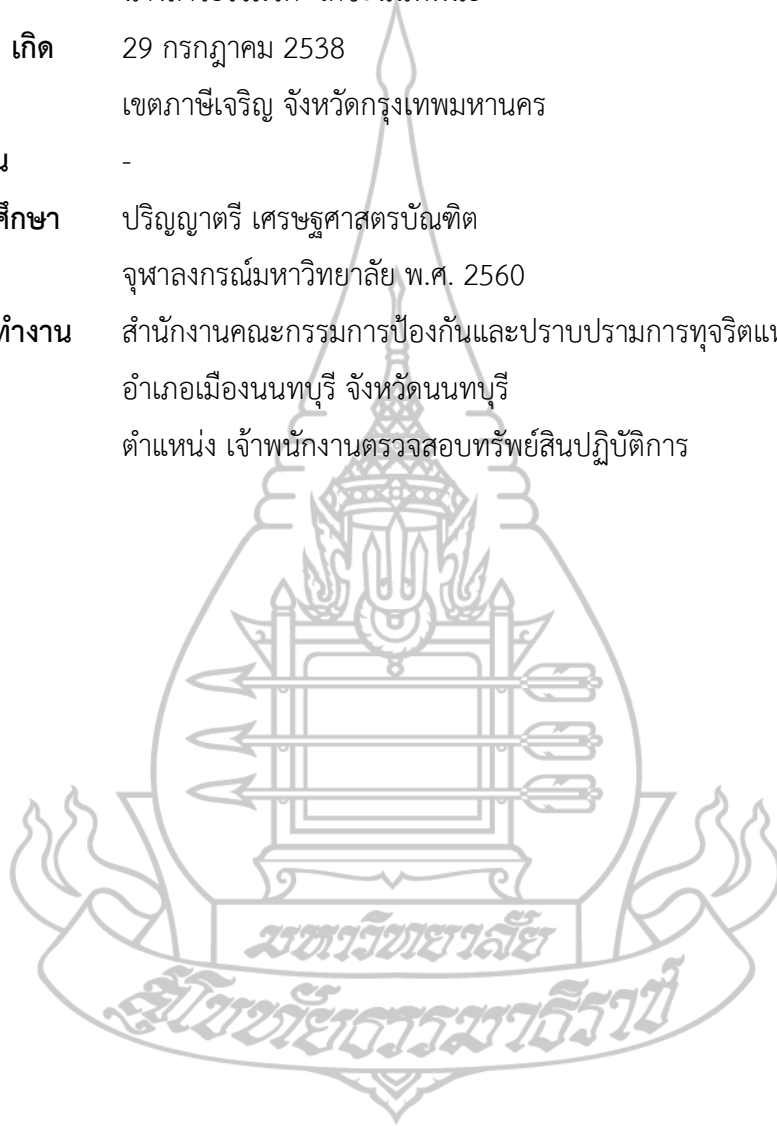 เกิด 29 กรกฎาคม 2538
เขตภาษีเจริญ จังหวัดกรุงเทพมหานคร
น -
ศึกษา ปริญญาตรี เศรษฐศาสตรบัณฑิต
จุฬาลงกรณ์มหาวิทยาลัย พ.ศ. 2560
ทำงาน สำนักงานคณะกรรมการป้องกันและปราบปรามการทุจริตแห
อำเภอเมืองนนทบุรี จังหวัดนนทบุรี
ตำแหน่ง เจ้าพนักงานตรวจสอบทรัพย์สินปฏิบัติการ
มหาวิทยาลัย
สุโขทัยธรรมาธิราช